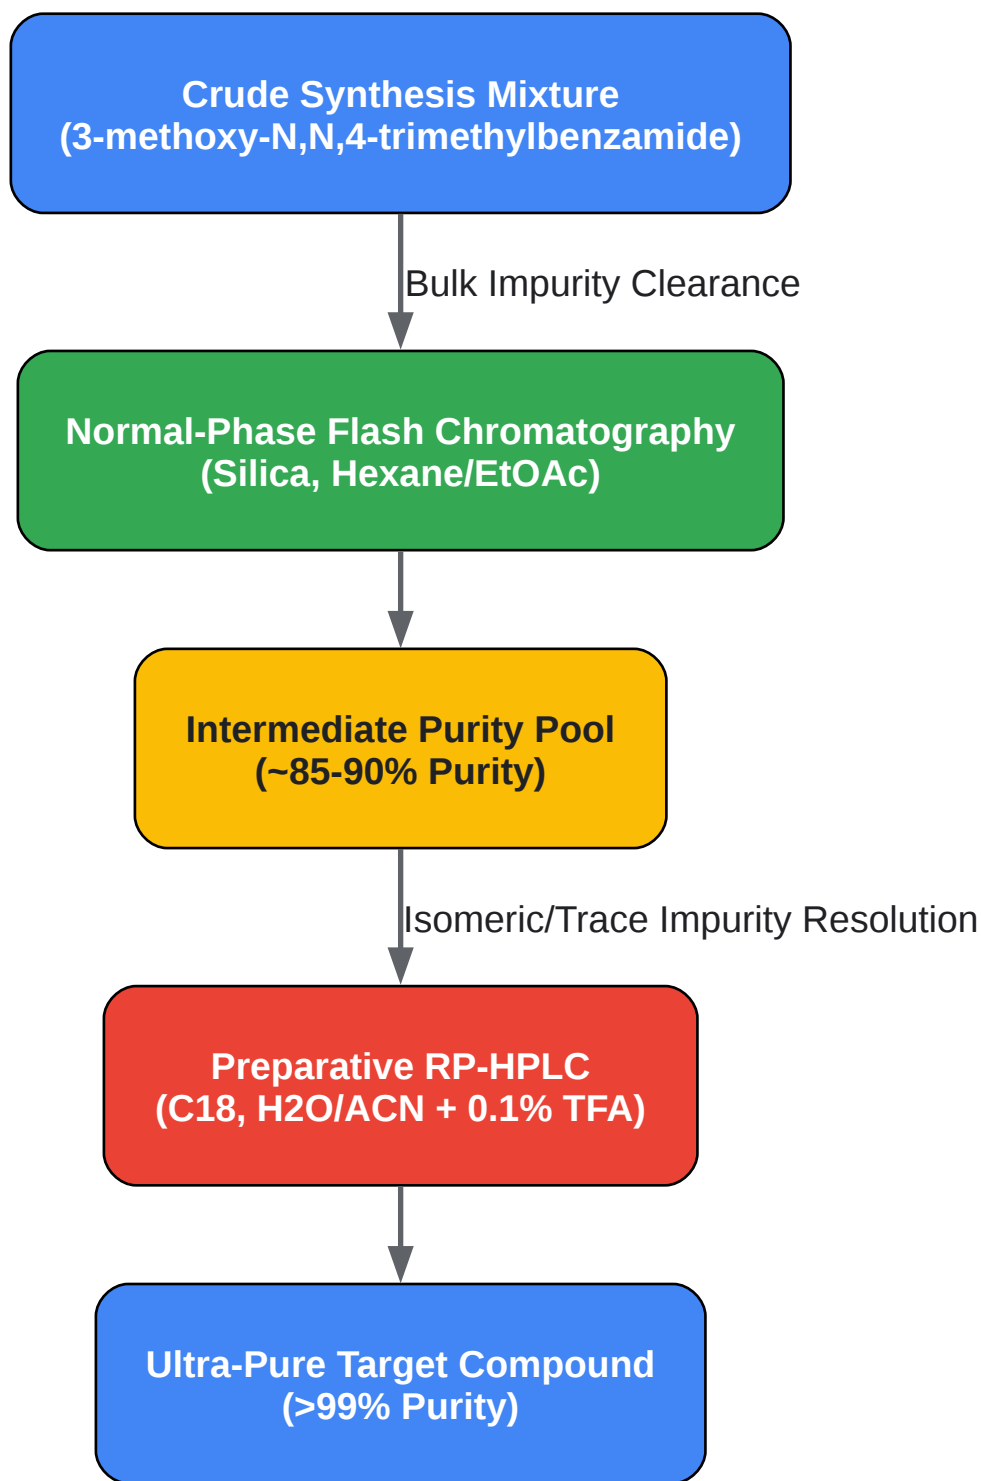 Crude Synthesis Mixture
(3-methoxy-N,N,4-trimethylbenzamide)
Bulk Impurity Clearance
Normal-Phase Flash Chromatography
(Silica, Hexane/EtOAc)
Intermediate Purity Pool
(~85-90% Purity)
Isomeric/Trace Impurity Resolution
Preparative RP-HPLC
(C18, H2O/ACN + 0.1% TFA)
Ultra-Pure Target Compound
(>99% Purity)